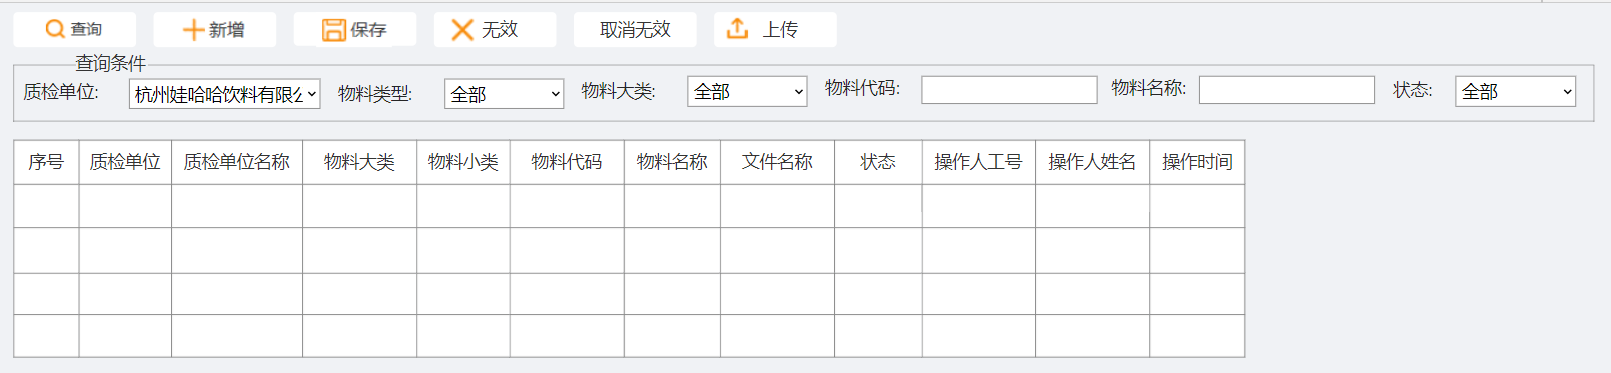 查询 新增 保存 无效 取消无效 上传
查询条件
质检单位: 杭州娃哈哈饮料有限公 物料类型: 全部 物料大类: 全部 物料代码: 物料名称: 状态: 全部
序号 质检单位 质检单位名称 物料大类 物料小类 物料代码 物料名称 文件名称 状态 操作人工号 操作人姓名 操作时间